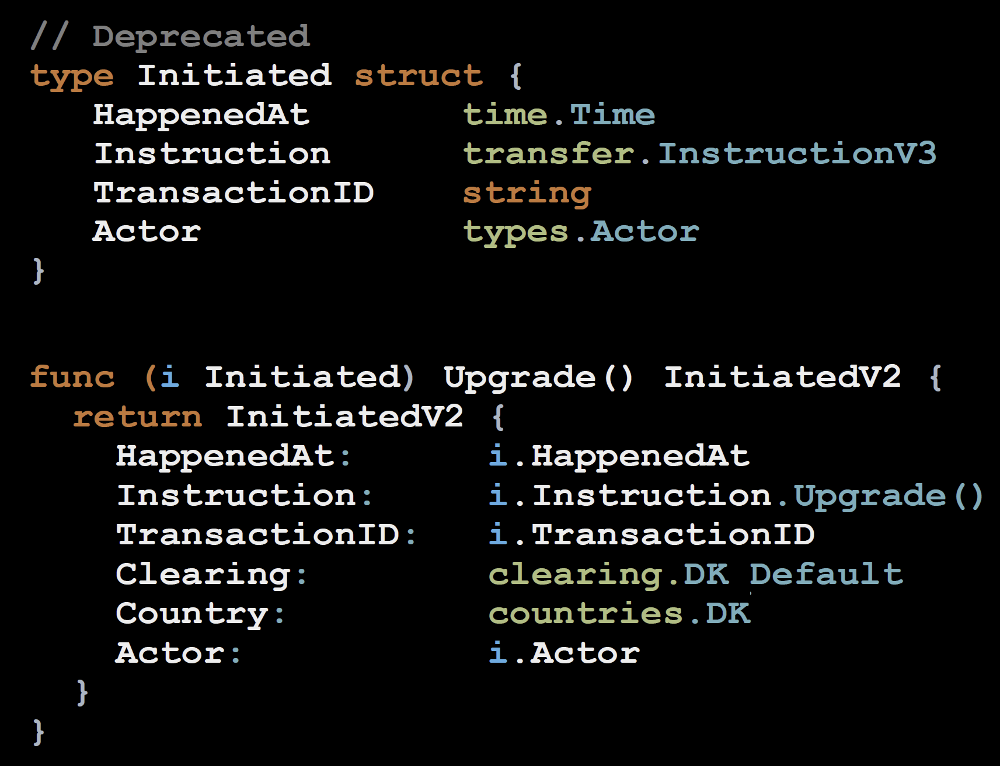 // Deprecated
type Initiated struct {
HappenedAt time.Time
Instruction transfer.InstructionV3
TransactionID string
Actor types.Actor
}
func (i Initiated) Upgrade() InitiatedV2 {
return InitiatedV2 {
HappenedAt: i.HappenedAt
Instruction: i.Instruction.Upgrade()
TransactionID: i.TransactionID
Clearing: clearing.DK Default
Country: countries.DK
Actor: i.Actor
}
}